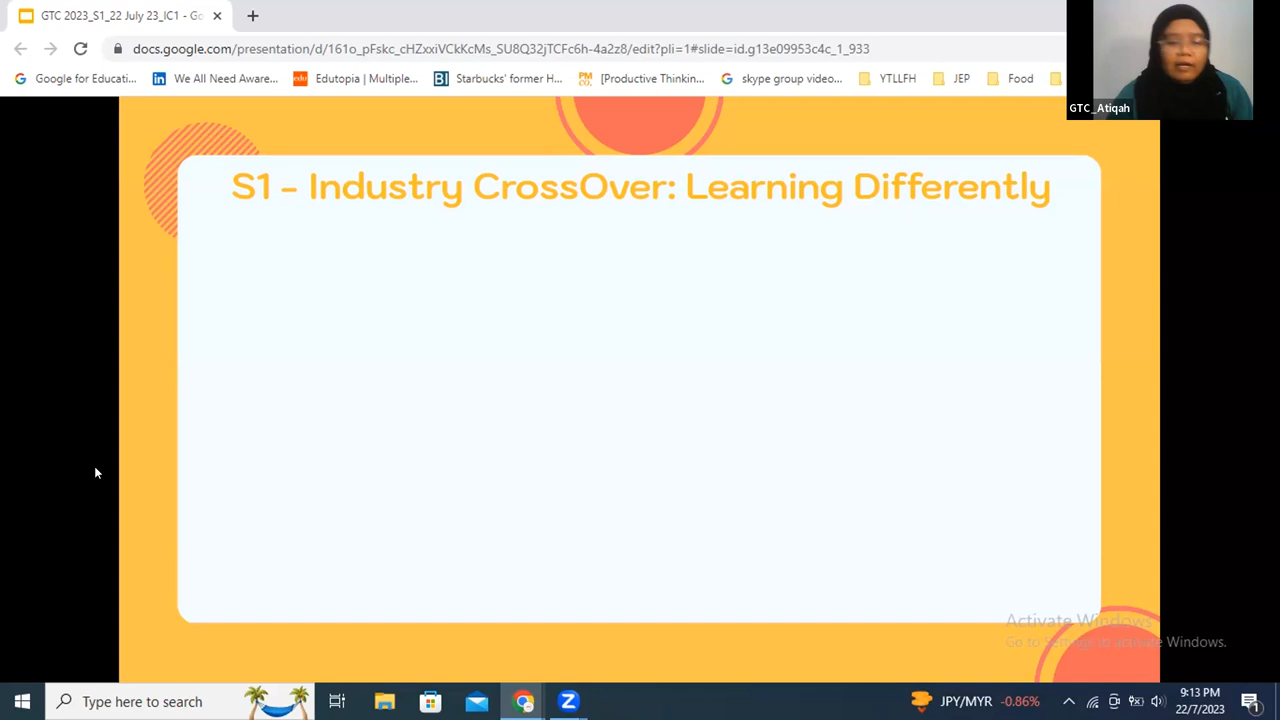 GTC 2023_S1_22 July 23_IC1 - Go
docs.google.com/presentation/d/161o_pFskc_cHZxxiVCkKcMs_SU8Q32jTCFc6h-4a2z8/edit?pli=1#slide=id.g13e09953c4c_1_933
Google for Educati... We All Need Aware... Edutopia | Multiple... Starbucks' former H... [Productive Thinkin... skype group video... YTLLFH JEP Food
GTC_Atiqah
S1 - Industry CrossOver: Learning Differently
Activate Windows
Go to Settings to activate Windows.
Type here to search
JPY/MYR -0.86%
9:13 PM
22/7/2023